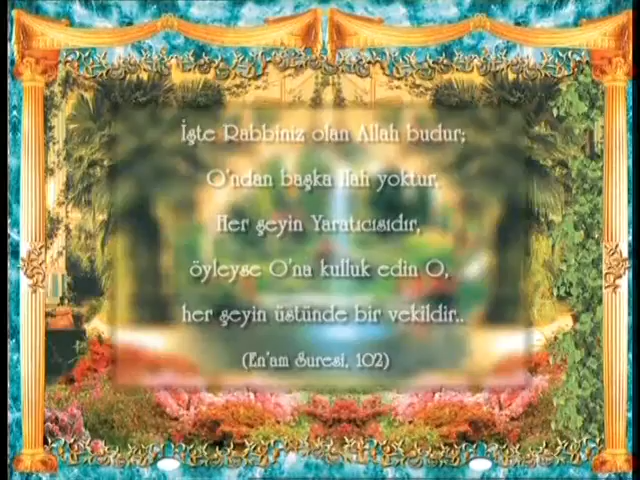 İşte Rabbiniz olan Allah budur;
O'ndan başka İlah yoktur.
Her şeyin Yaratıcısıdır,
öyleyse O'na kulluk edin O,
her şeyin üstünde bir vekildir..
(En'am Suresi, 102)